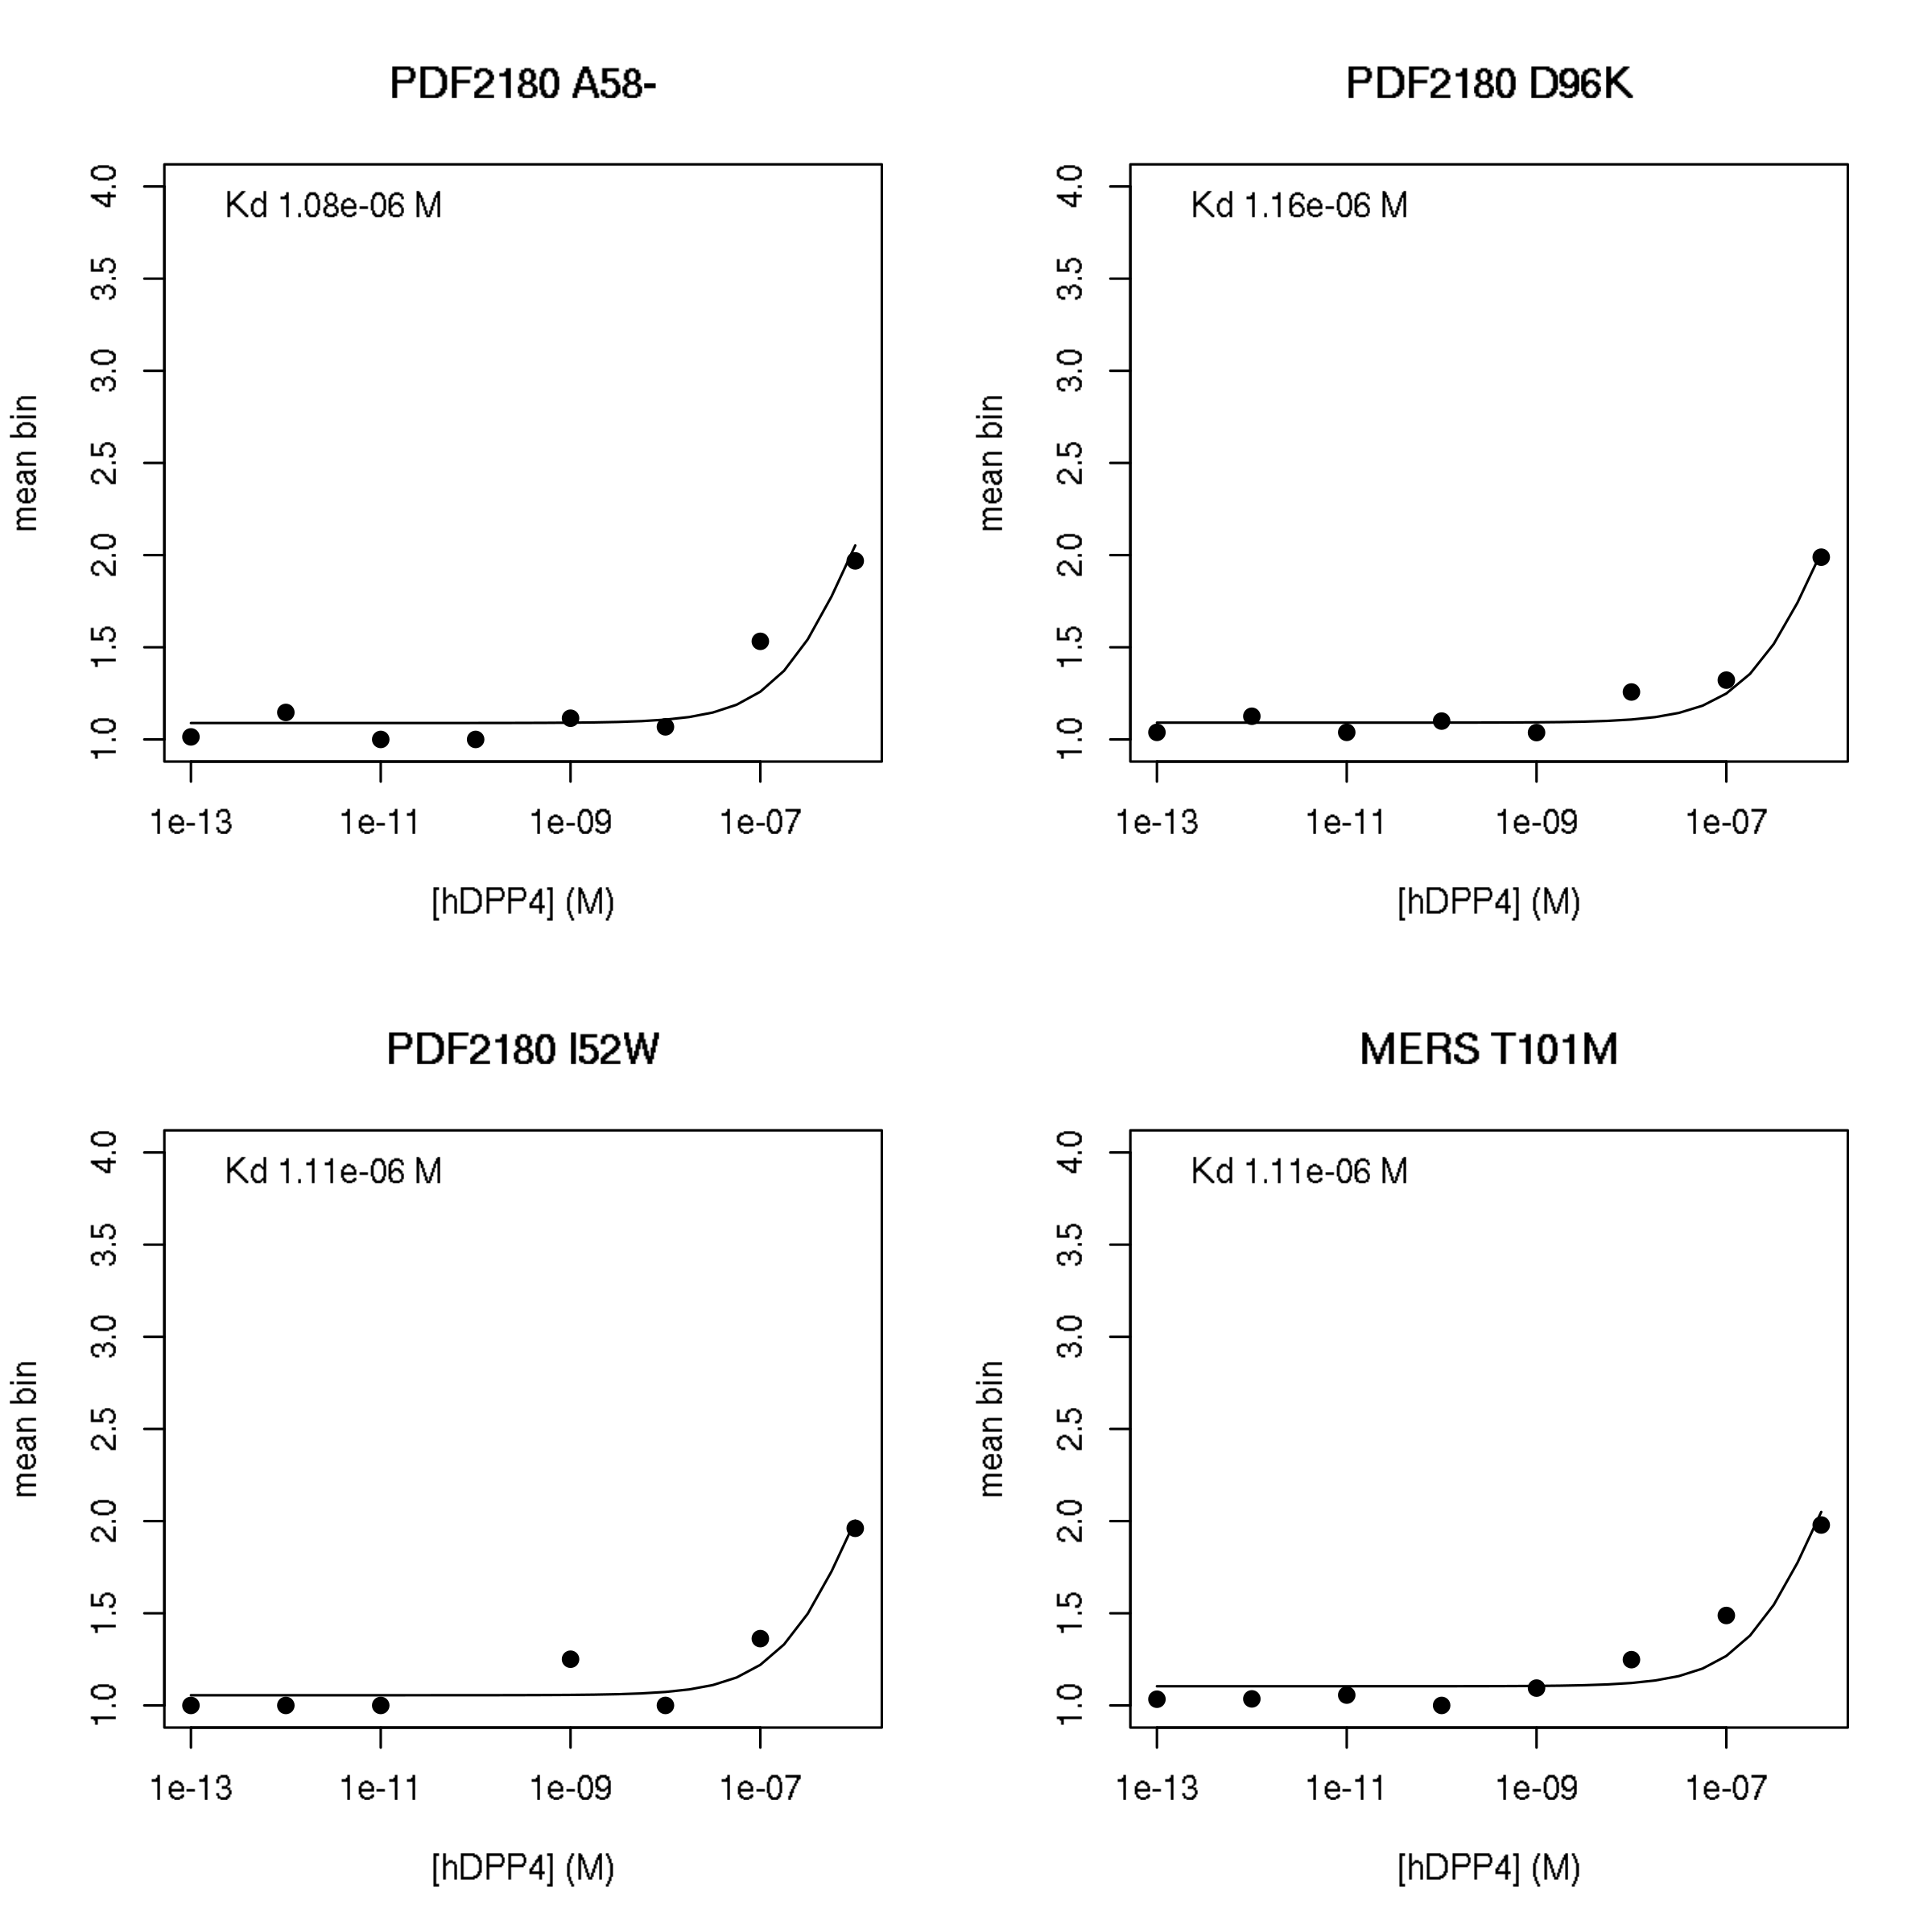 PDF2180 A58-
Kd 1.08e-06 M
mean bin
4.0
3.5
3.0
2.5
2.0
1.5
1.0
1e-13 1e-11 1e-09 1e-07
[hDPP4] (M)
PDF2180 D96K
Kd 1.16e-06 M
mean bin
4.0
3.5
3.0
2.5
2.0
1.5
1.0
1e-13 1e-11 1e-09 1e-07
[hDPP4] (M)
PDF2180 I52W
Kd 1.11e-06 M
mean bin
4.0
3.5
3.0
2.5
2.0
1.5
1.0
1e-13 1e-11 1e-09 1e-07
[hDPP4] (M)
MERS T101M
Kd 1.11e-06 M
mean bin
4.0
3.5
3.0
2.5
2.0
1.5
1.0
1e-13 1e-11 1e-09 1e-07
[hDPP4] (M)